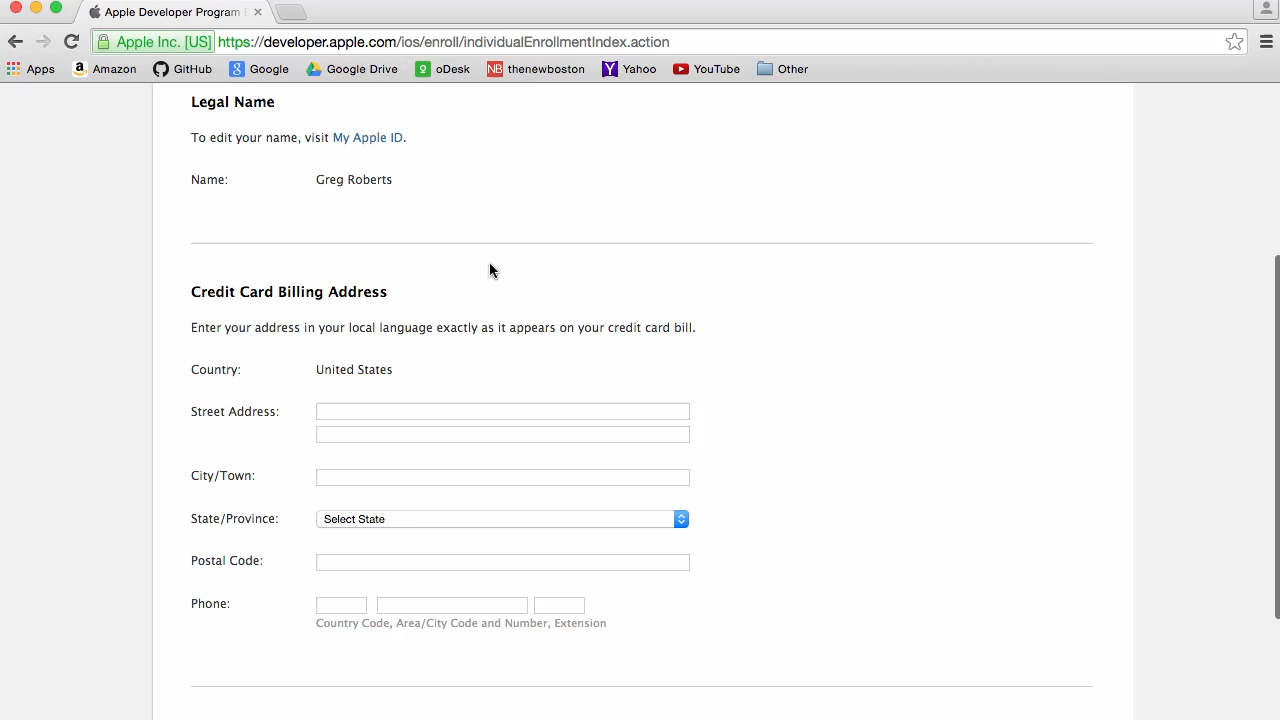 Apple Developer Program
Apple Inc. [US] https://developer.apple.com/ios/enroll/individualEnrollmentIndex.action
Apps Amazon GitHub Google Google Drive oDesk thenewboston Yahoo YouTube Other
Legal Name
To edit your name, visit My Apple ID.
Name: Greg Roberts
Credit Card Billing Address
Enter your address in your local language exactly as it appears on your credit card bill.
Country: United States
Street Address:
City/Town:
State/Province: Select State
Postal Code:
Phone:
Country Code, Area/City Code and Number, Extension